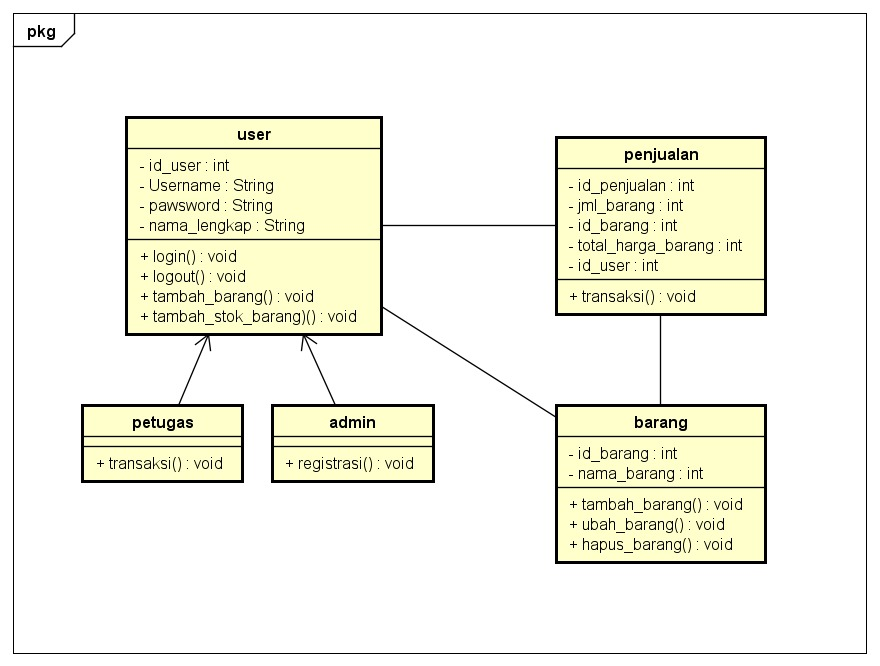 pkg
user
- id_user : int
- Username : String
- pawsword : String
- nama_lengkap : String
+ login() : void
+ logout() : void
+ tambah_barang() : void
+ tambah_stok_barang)() : void
penjualan
- id_penjualan : int
- jml_barang : int
- id_barang : int
- total_harga_barang : int
- id_user : int
+ transaksi() : void
petugas
+ transaksi() : void
admin
+ registrasi() : void
barang
- id_barang : int
- nama_barang : int
+ tambah_barang() : void
+ ubah_barang() : void
+ hapus_barang() : void